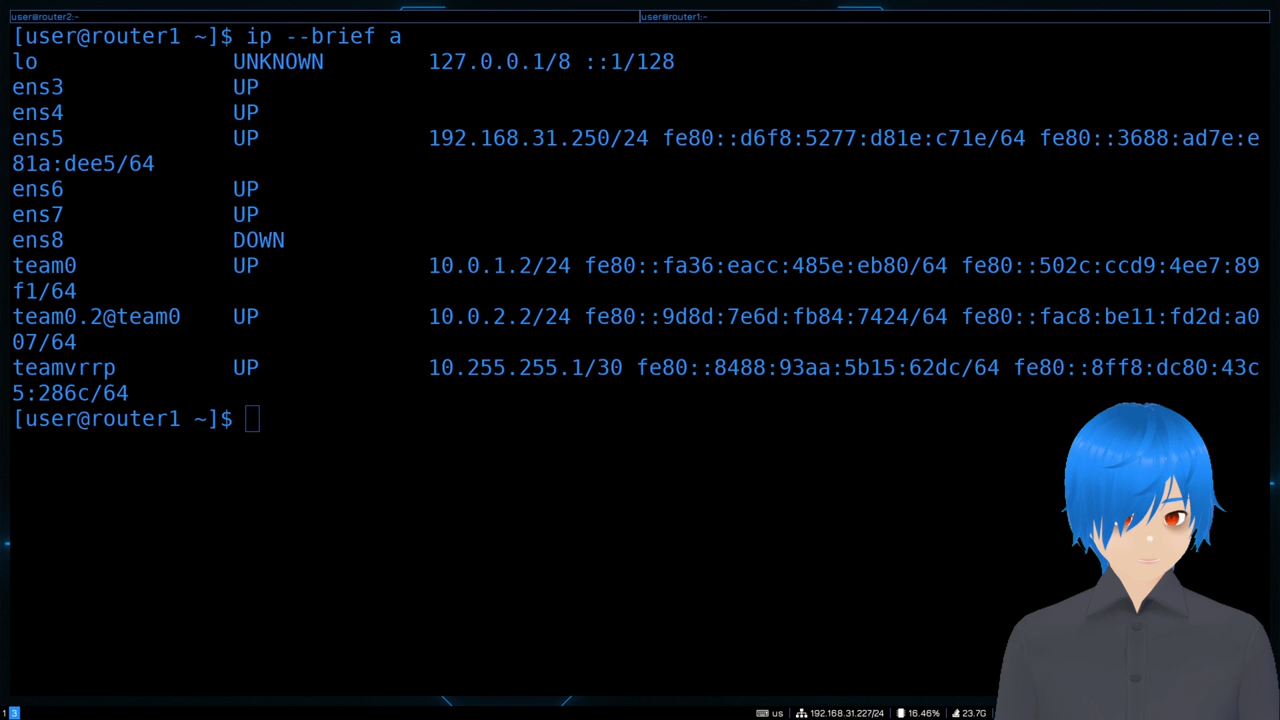 user@router2:~ user@router1:~
[user@router1 ~]$ ip --brief a
lo UNKNOWN 127.0.0.1/8 ::1/128
ens3 UP
ens4 UP
ens5 UP 192.168.31.250/24 fe80::d6f8:5277:d81e:c71e/64 fe80::3688:ad7e:e
81a:dee5/64
ens6 UP
ens7 UP
ens8 DOWN
team0 UP 10.0.1.2/24 fe80::fa36:eacc:485e:eb80/64 fe80::502c:ccd9:4ee7:89
f1/64
team0.2@team0 UP 10.0.2.2/24 fe80::9d8d:7e6d:fb84:7424/64 fe80::fac8:be11:fd2d:a0
07/64
teamvrrp UP 10.255.255.1/30 fe80::8488:93aa:5b15:62dc/64 fe80::8ff8:dc80:43c
5:286c/64
[user@router1 ~]$
1 3 us 192.168.31.227/24 16.46% 23.7G